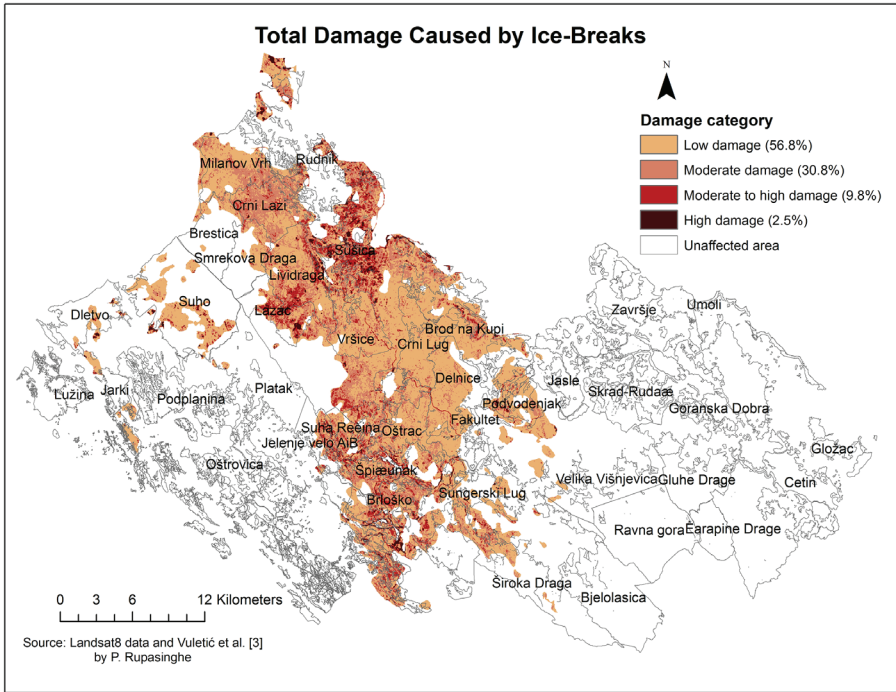 Total Damage Caused by Ice-Breaks
N
Damage category
Low damage (56.8%)
Moderate damage (30.8%)
Moderate to high damage (9.8%)
High damage (2.5%)
Unaffected area
Milanov Vrh
Rudnik
Crni Lazi
Brestica
Sušica
Smrekova Draga
Lividraga
Suho
Lazac
Dletvo
Završje
Umoli
Brod na Kupi
Vršice
Crni Lug
Delnice
Jasle
Lužina
Jarki
Podplanina
Platak
Skrad-Rudaæ
Podvodenjak
Goranska Dobra
Fakultet
Suha Reèina
Oštrac
Jelenje velo AiB
Gložac
Oštrovica
Špiæunak
Velika Višnjevica
Gluhe Drage
Cetin
Sungerski Lug
Brloško
Ravna gora
Earapine Drage
Široka Draga
Bjelolasica
0 3 6 12 Kilometers
Source: Landsat8 data and Vuletić et al. [3]
by P. Rupasinghe